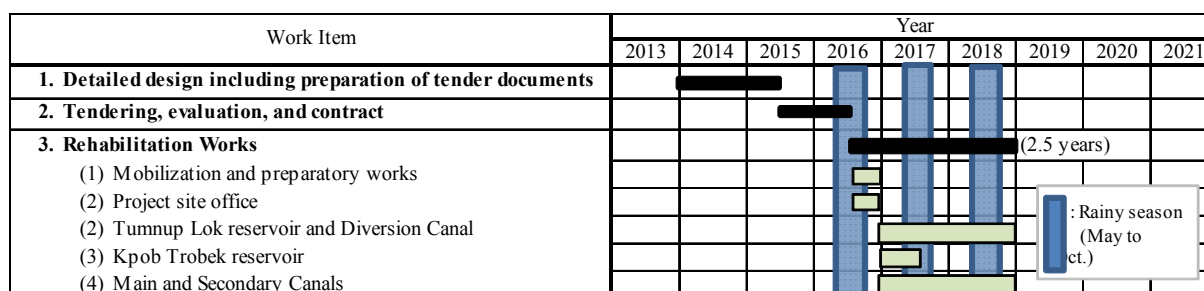 Work Item
Year
2013 2014 2015 2016 2017 2018 2019 2020 2021
1. Detailed design including preparation of tender documents
2. Tendering, evaluation, and contract
3. Rehabilitation Works
(2.5 years)
(1) Mobilization and preparatory works
(2) Project site office
(2) Tumnup Lok reservoir and Diversion Canal
(3) Kpob Trobek reservoir
(4) Main and Secondary Canals
: Rainy season
(May to
ct.)